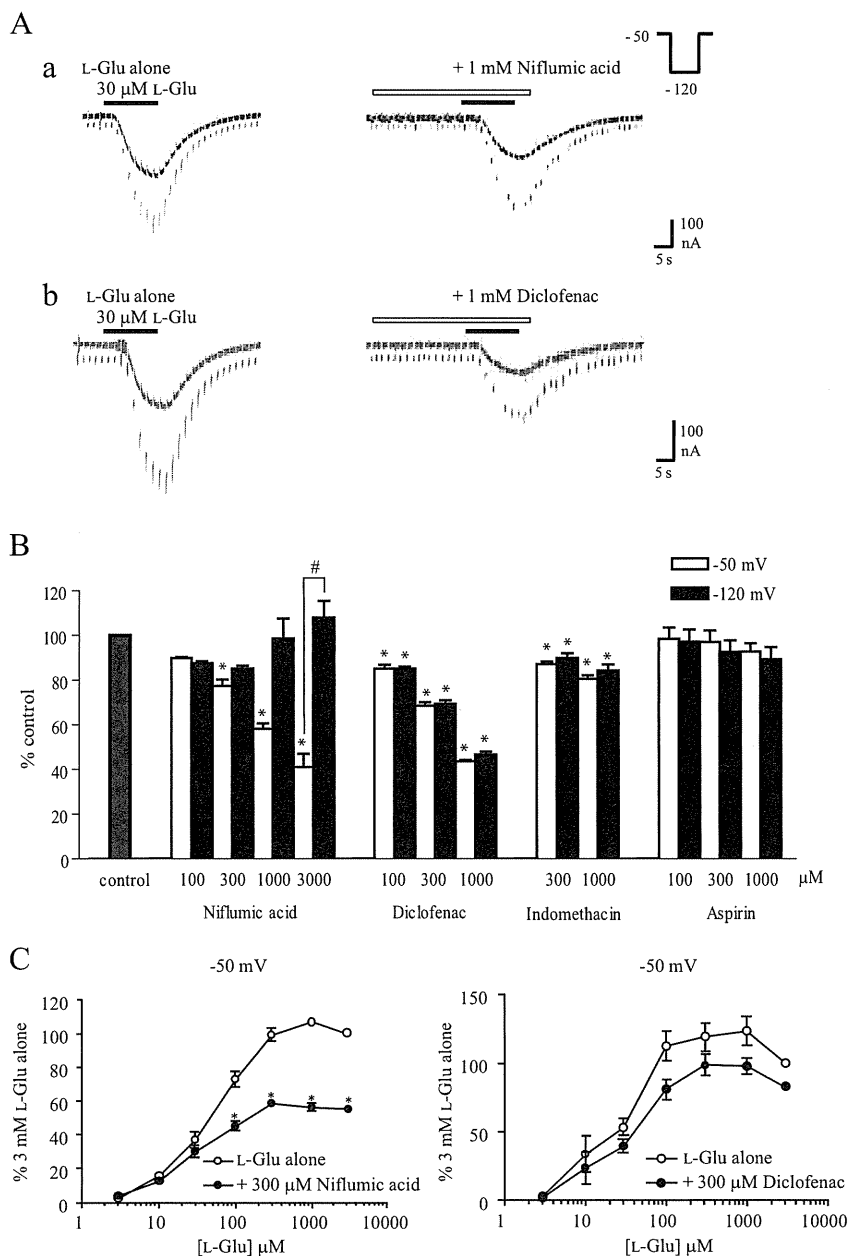 A
a
L-Glu alone
30 µM L-Glu
+ 1 mM Niflumic acid
-50
-120
100
nA
5 s
b
L-Glu alone
30 µM L-Glu
+ 1 mM Diclofenac
100
nA
5 s
B
-50 mV
-120 mV
% control
120
100
80
60
40
20
0
#
* * * * * * * * * * * * *
control
100 300 1000 3000 100 300 1000 300 1000 100 300 1000 µM
Niflumic acid Diclofenac Indomethacin Aspirin
C
-50 mV
% 3 mM L-Glu alone
120
100
80
60
40
20
0
* * * *
L-Glu alone
+ 300 µM Niflumic acid
1 10 100 1000 10000
[L-Glu] µM
-50 mV
% 3 mM L-Glu alone
150
100
50
0
L-Glu alone
+ 300 µM Diclofenac
1 10 100 1000 10000
[L-Glu] µM